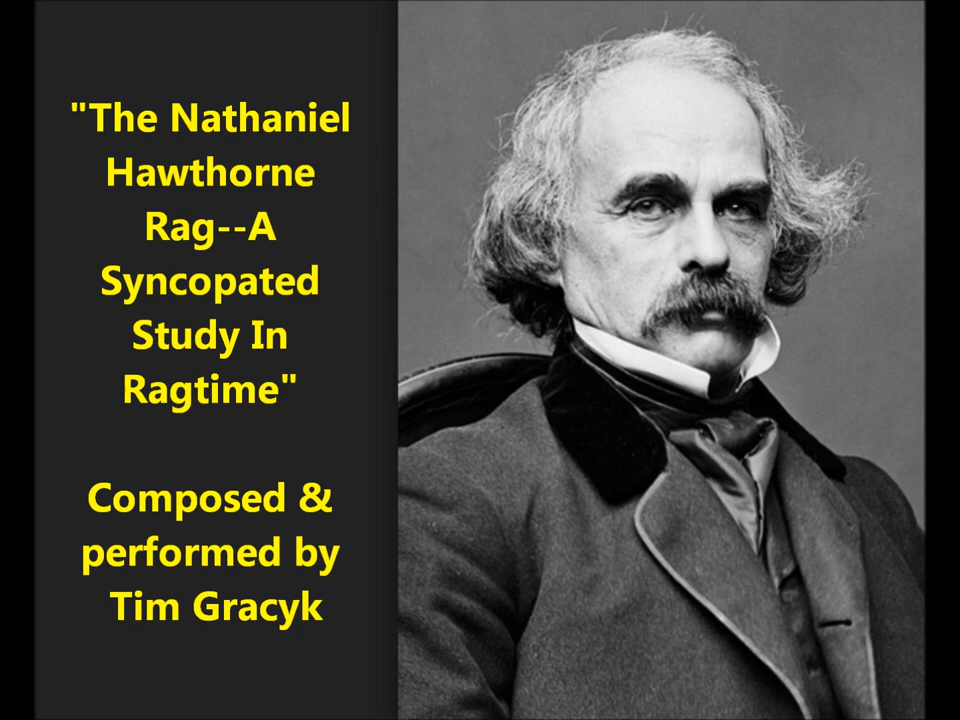 "The Nathaniel
Hawthorne
Rag--A
Syncopated
Study In
Ragtime"
Composed &
performed by
Tim Gracyk